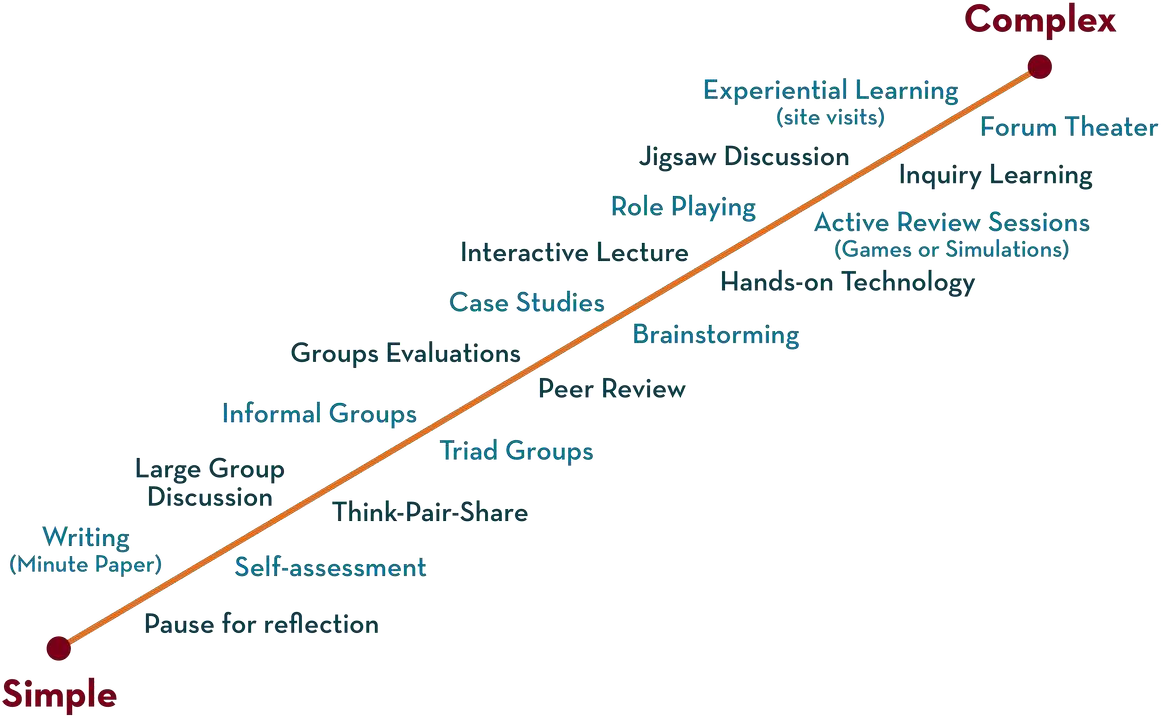 Complex
Experiential Learning
(site visits)
Forum Theater
Jigsaw Discussion
Inquiry Learning
Role Playing
Active Review Sessions
(Games or Simulations)
Interactive Lecture
Hands-on Technology
Case Studies
Brainstorming
Groups Evaluations
Peer Review
Informal Groups
Triad Groups
Large Group
Discussion
Think-Pair-Share
Writing
(Minute Paper)
Self-assessment
Pause for reflection
Simple